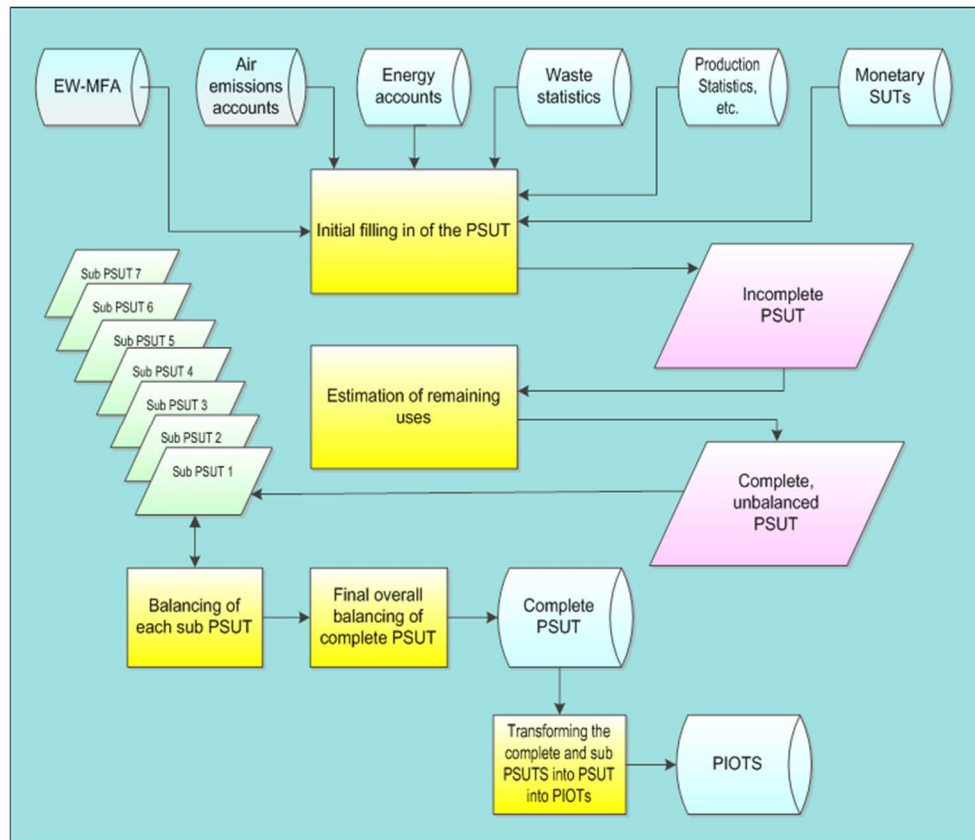 EW-MFA
Air
emissions
accounts
Energy
accounts
Waste
statistics
Production
Statistics,
etc.
Monetary
SUTs
Initial filling in of the PSUT
Sub PSUT 7
Sub PSUT 6
Sub PSUT 5
Sub PSUT 4
Sub PSUT 3
Sub PSUT 2
Sub PSUT 1
Incomplete
PSUT
Estimation of remaining
uses
Complete,
unbalanced
PSUT
Balancing of
each sub PSUT
Final overall
balancing of
complete PSUT
Complete
PSUT
Transforming the
complete and sub
PSUTS into PSUT
into PIOTs
PIOTS